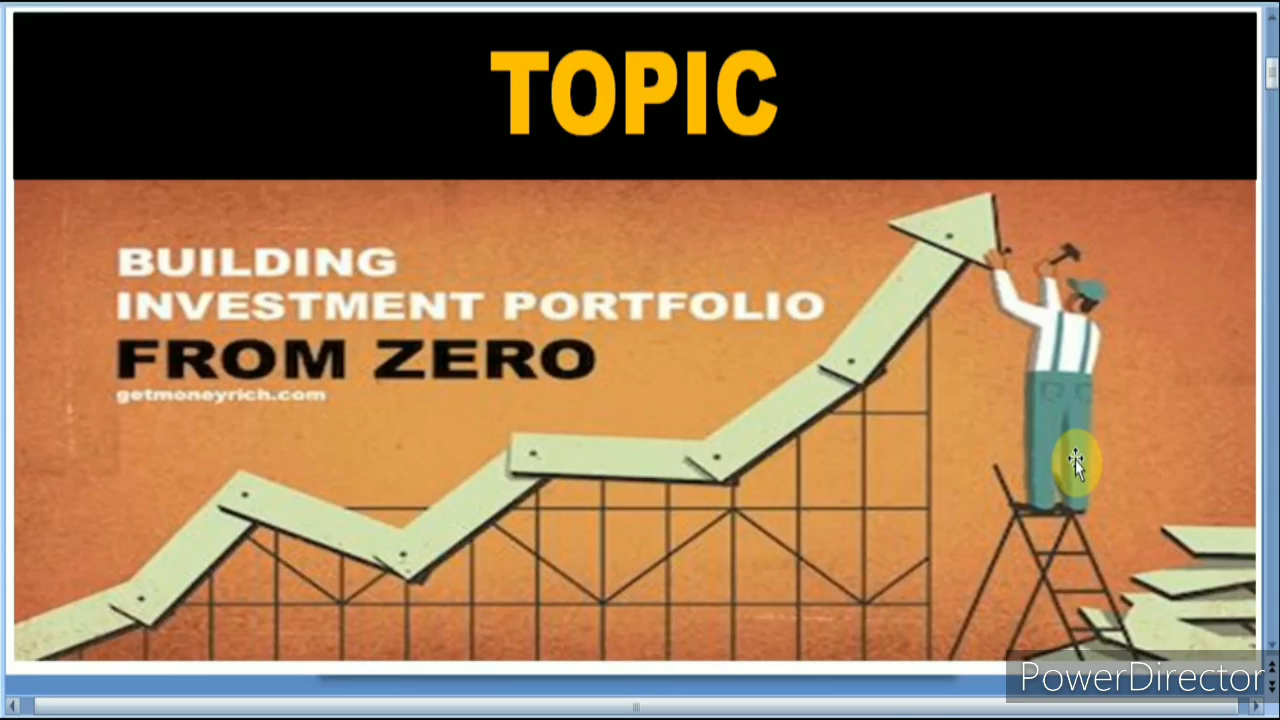 TOPIC
BUILDING
INVESTMENT PORTFOLIO
FROM ZERO
getmoneyrich.com
PowerDirector